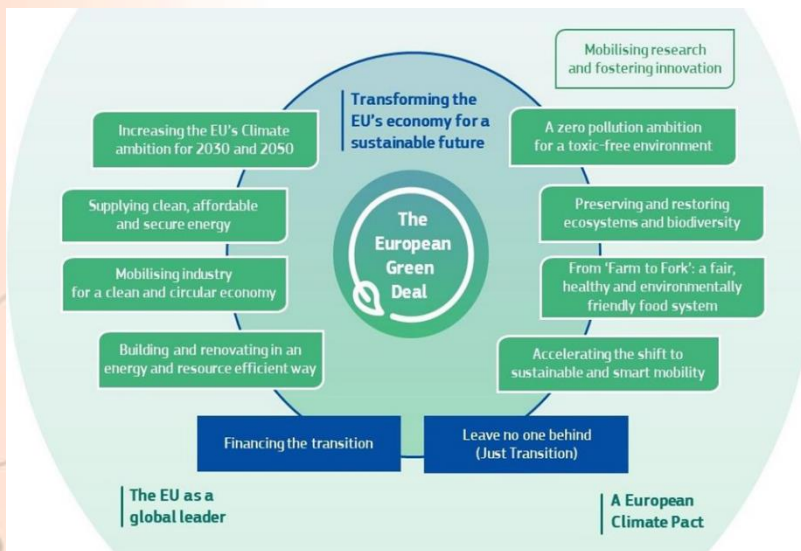 Mobilising research
and fostering innovation
Transforming the
EU's economy for a
sustainable future
Increasing the EU's Climate
ambition for 2030 and 2050
A zero pollution ambition
for a toxic-free environment
Supplying clean, affordable
and secure energy
Preserving and restoring
ecosystems and biodiversity
The
European
Green
Deal
Mobilising industry
for a clean and circular economy
From 'Farm to Fork': a fair,
healthy and environmentally
friendly food system
Building and renovating in an
energy and resource efficient way
Accelerating the shift to
sustainable and smart mobility
Financing the transition
Leave no one behind
(Just Transition)
The EU as a
global leader
A European
Climate Pact